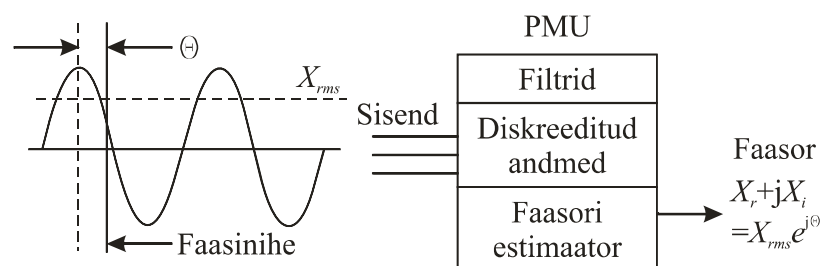 Θ
X_rms
Faasinihe
PMU
Sisend
Filtrid
Diskreeditud
andmed
Faasori
estimaator
Faasor
X_r+jX_i
=X_rms e^jΘ